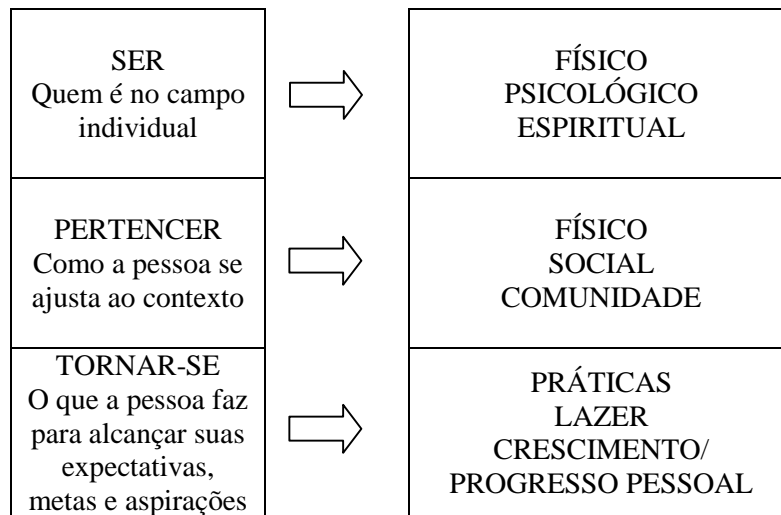 SER
Quem é no campo
individual
FÍSICO
PSICOLÓGICO
ESPIRITUAL
PERTENCER
Como a pessoa se
ajusta ao contexto
FÍSICO
SOCIAL
COMUNIDADE
TORNAR-SE
O que a pessoa faz
para alcançar suas
expectativas,
metas e aspirações
PRÁTICAS
LAZER
CRESCIMENTO/
PROGRESSO PESSOAL